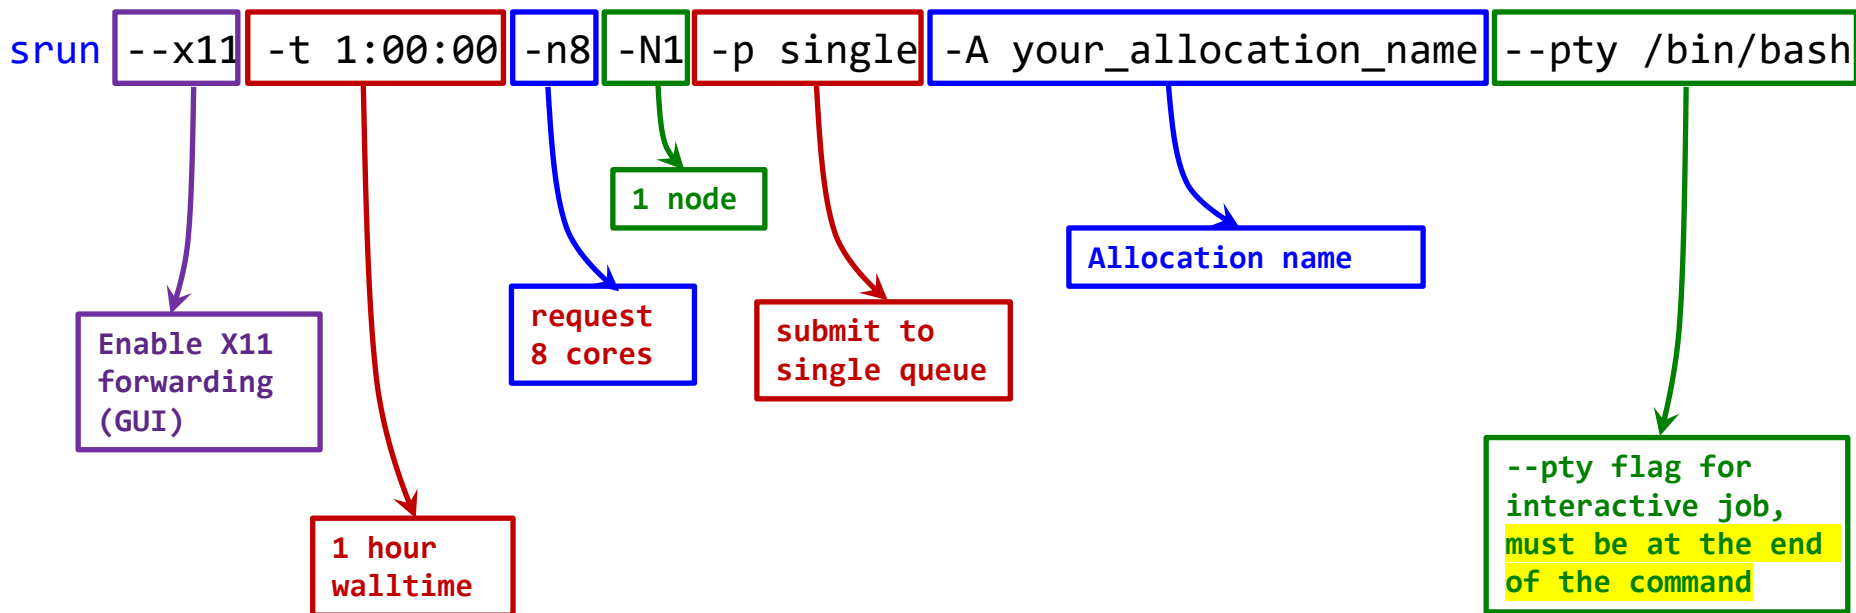 srun --x11 -t 1:00:00 -n8 -N1 -p single -A your_allocation_name --pty /bin/bash
1 node
Allocation name
request
8 cores
submit to
single queue
Enable X11
forwarding
(GUI)
--pty flag for
interactive job,
must be at the end
of the command
1 hour
walltime